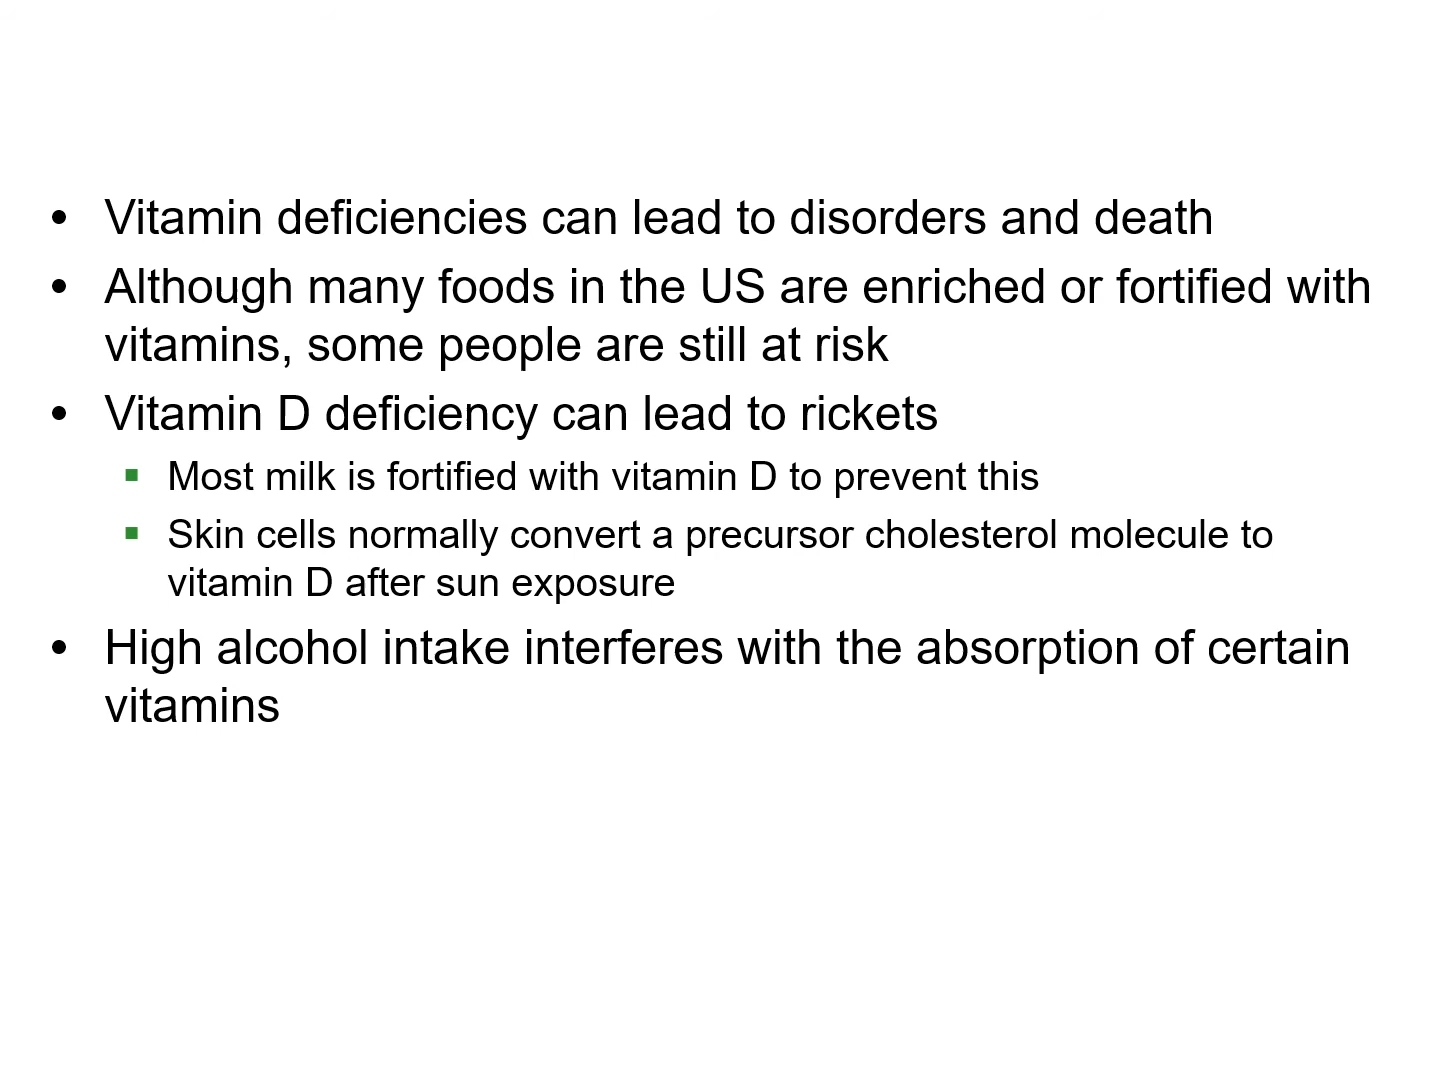 • Vitamin deficiencies can lead to disorders and death
• Although many foods in the US are enriched or fortified with
vitamins, some people are still at risk
• Vitamin D deficiency can lead to rickets
▪ Most milk is fortified with vitamin D to prevent this
▪ Skin cells normally convert a precursor cholesterol molecule to
vitamin D after sun exposure
• High alcohol intake interferes with the absorption of certain
vitamins